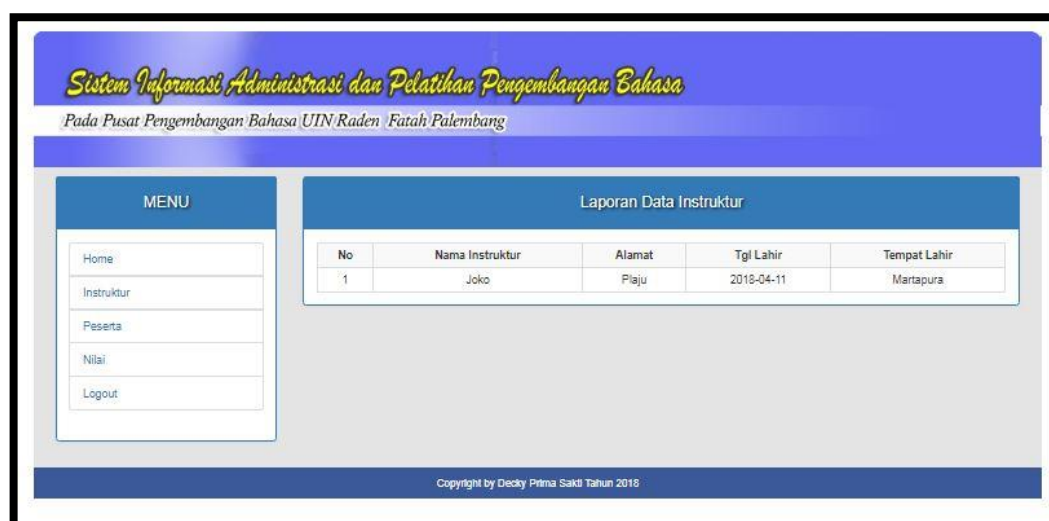 Sistem Informasi Administrasi dan Pelatihan Pengembangan Bahasa
Pada Pusat Pengembangan Bahasa UIN Raden Fatah Palembang
MENU
Home
Instruktur
Peserta
Nilai
Logout
Laporan Data Instruktur
No Nama Instruktur Alamat Tgl Lahir Tempat Lahir
1 Joko Plaju 2018-04-11 Martapura
Copyright by Decky Prima Sakti Tahun 2018